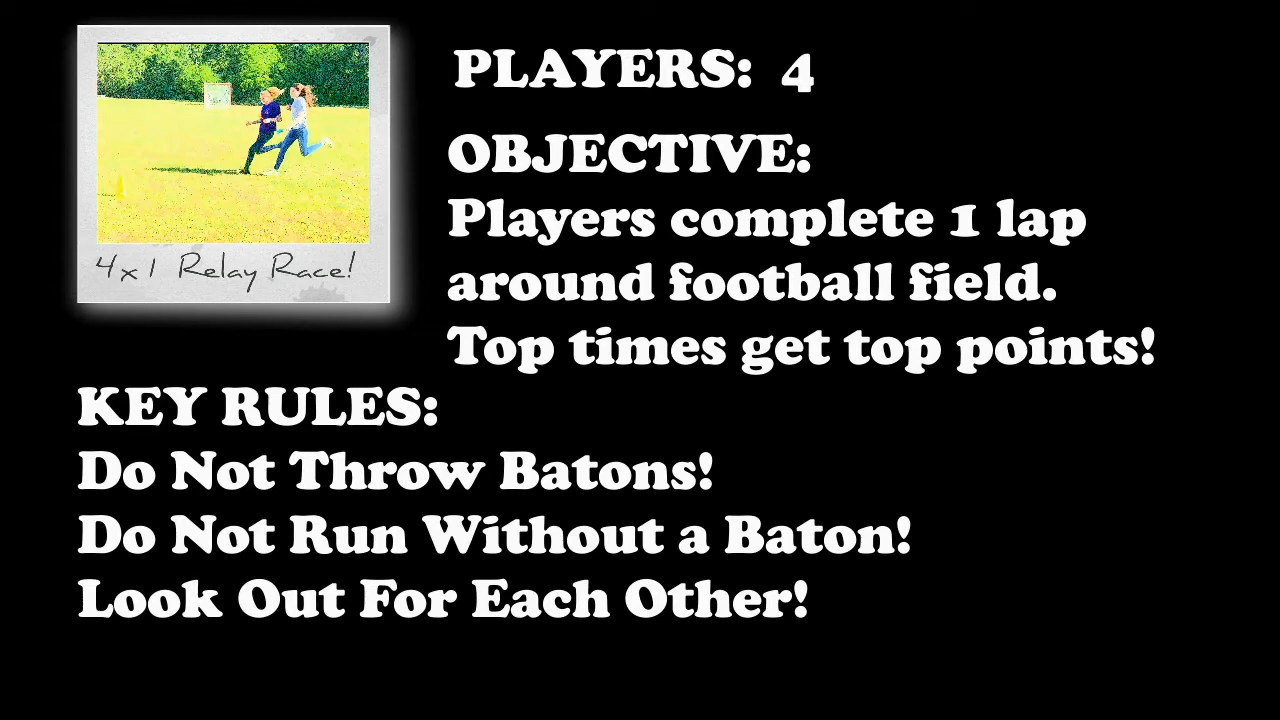 4x1 Relay Race!
PLAYERS: 4
OBJECTIVE:
Players complete 1 lap
around football field.
Top times get top points!
KEY RULES:
Do Not Throw Batons!
Do Not Run Without a Baton!
Look Out For Each Other!